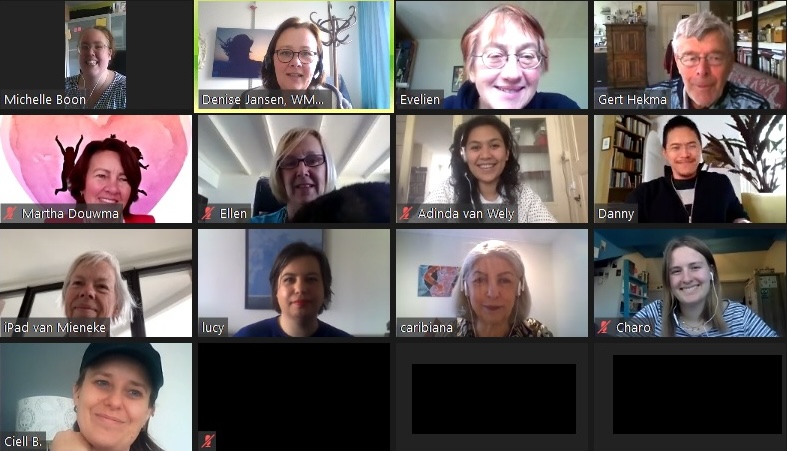 Michelle Boon
Denise Jansen, WM...
Evelien
Gert Hekma
Martha Douwma
Ellen
Adinda van Wely
Danny
iPad van Mieneke
lucy
caribiana
Charo
Ciell B.